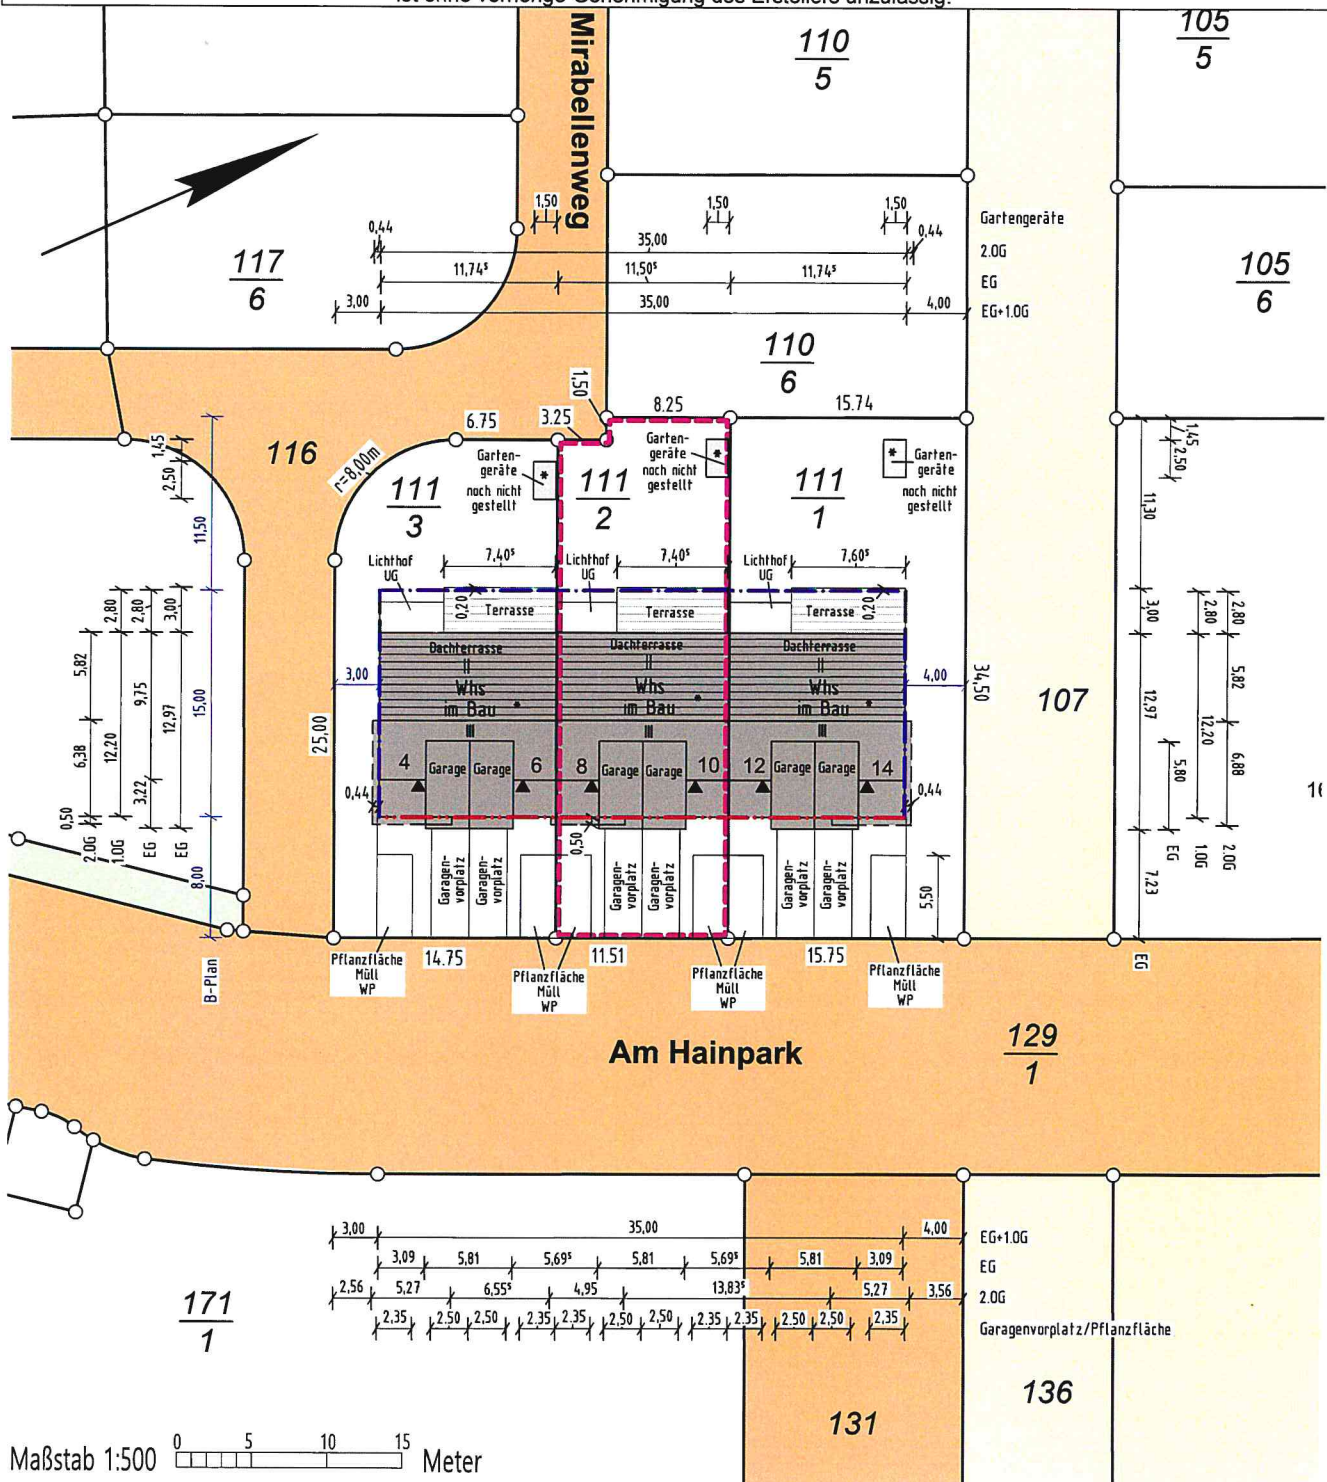 Mirabellenweg
110
5
105
5
1,50
1,50
1,50
Gartengeräte
0,44
35,00
0,44
2.OG
117
6
11,74⁵
11,50⁵
11,74⁵
EG
105
6
3,00
35,00
4,00
EG+1.OG
110
6
1,50
8.25
15.74
6.75
3.25
116
r=8,00m
111
3
Garten-
geräte
noch nicht
gestellt
*
111
2
Garten-
geräte
noch nicht
gestellt
*
111
1
*
Garten-
geräte
noch nicht
gestellt
1,45
2,50
11,50
1,45
2,50
11,30
Lichthof
UG
7,40⁵
Lichthof
UG
7,40⁵
Lichthof
UG
7,60⁵
0,20
Terrasse
Terrasse
Terrasse
0,20
2,80
2,80
3,00
3,00
2,80
2,80
Dachterrasse
II
Whs
im Bau *
III
Dachterrasse
II
Whs
im Bau *
III
Dachterrasse
II
Whs
im Bau *
III
3,00
4,00
34,50
107
5,82
9,75
15,00
12,97
12,20
6,38
3,22
0,50
25,00
12,97
5,82
12,20
6,88
5,80
4
Garage
Garage
6
8
Garage
Garage
10
12
Garage
Garage
14
0,44
0,44
0,50
2.OG
1.OG
EG
EG
8,00
EG
1.OG
2.OG
7,23
Garagen-
vorplatz
Garagen-
vorplatz
Garagen-
vorplatz
Garagen-
vorplatz
Garagen-
vorplatz
Garagen-
vorplatz
5,50
B-Plan
14.75
11.51
15.75
EG
Pflanzfläche
Müll
WP
Pflanzfläche
Müll
WP
Pflanzfläche
Müll
WP
Pflanzfläche
Müll
WP
Am Hainpark
129
1
3,00
35,00
4,00
EG+1.OG
3,09
5,81
5,69⁵
5,81
5,69⁵
5,81
3,09
EG
2,56
5,27
6,55⁵
4,95
13,83⁵
5,27
3,56
2.OG
2,35
2,50
2,50
2,35
2,35
2,50
2,50
2,35
2,35
2.50
2,50
2,35
Garagenvorplatz/Pflanzfläche
171
1
131
136
Maßstab 1:500
0
5
10
15
Meter